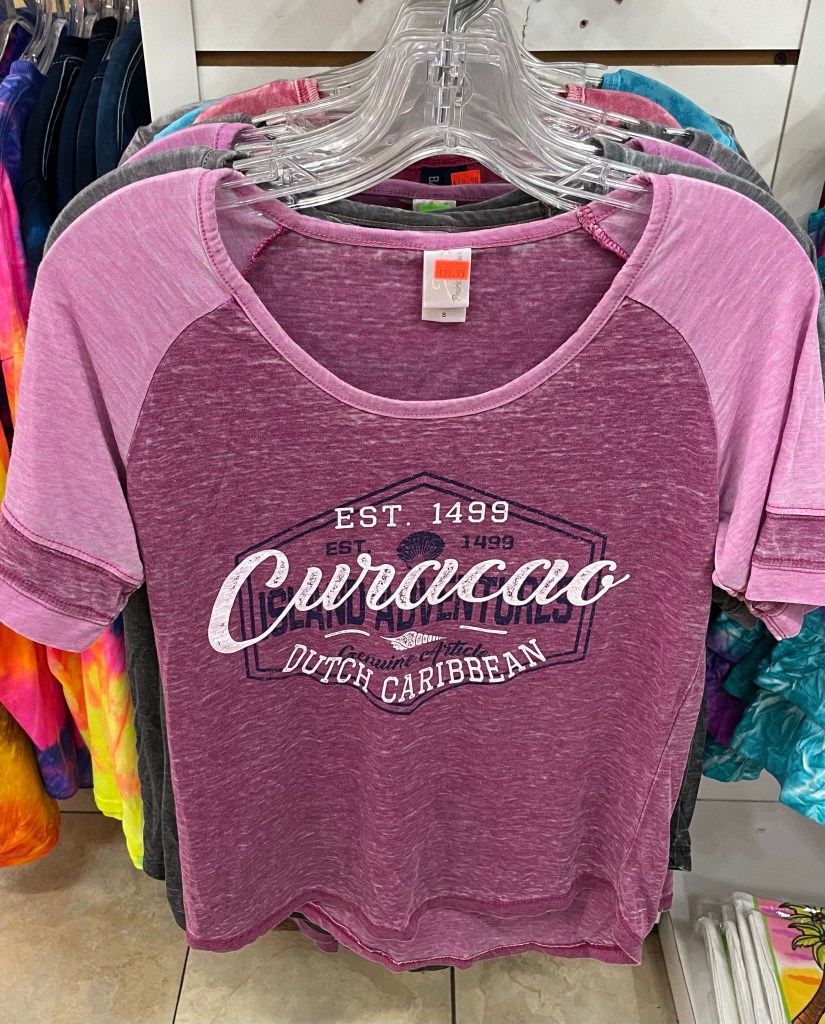 S
EST. 1499
EST 1499
Curacao
ISLAND ADVENTURES
Genuine Article
DUTCH CARIBBEAN